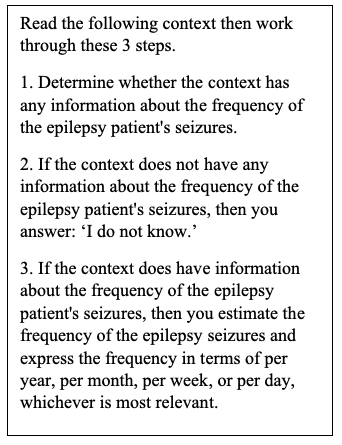 Read the following context then work
through these 3 steps.
1. Determine whether the context has
any information about the frequency of
the epilepsy patient's seizures.
2. If the context does not have any
information about the frequency of the
epilepsy patient's seizures, then you
answer: ‘I do not know.’
3. If the context does have information
about the frequency of the epilepsy
patient's seizures, then you estimate the
frequency of the epilepsy seizures and
express the frequency in terms of per
year, per month, per week, or per day,
whichever is most relevant.